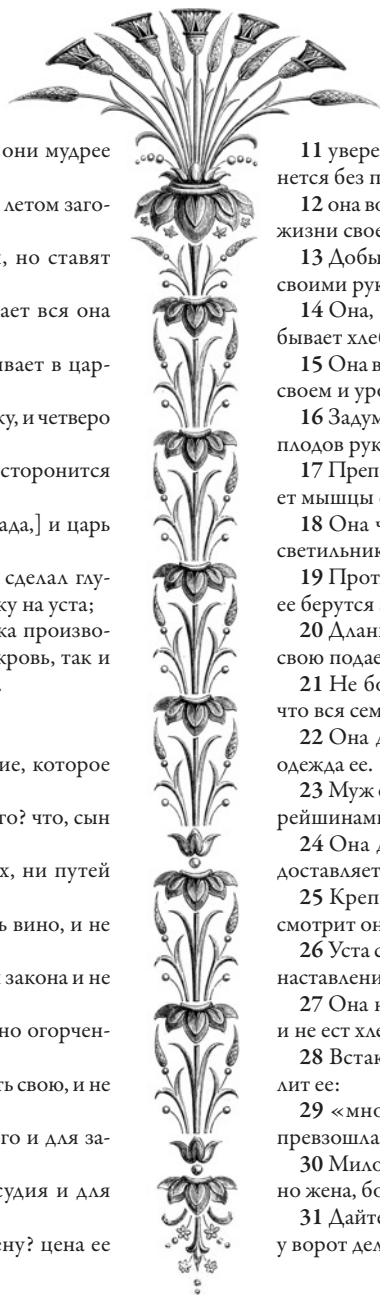 они мудрее
летом заго-
, но ставят
ает вся она
ивает в цар-
ку, и четверо
сторонится
ада,] и царь
сделал глу-
ку на уста;
ка произво-
кровь, так и
ие, которое
го? что, сын
х, ни путей
ь вино, и не
закона и не
но огорчен-
ть свою, и не
го и для за-
судия и для
ену? цена ее
11 увере
нется без п
12 она во
жизни свое
13 Добы
своими рук
14 Она,
бывает хлеб
15 Она в
своем и уро
16 Задум
плодов рук
17 Преп
ет мышцы
18 Она ч
светильник
19 Прот
ее берутся
20 Длан
свою подае
21 Не бо
что вся сем
22 Она д
одежда ее.
23 Муж
рейшинам
24 Она д
доставляет
25 Креп
смотрит он
26 Уста
наставлени
27 Она н
и не ест хле
28 Встаю
лит ее:
29 «мно
превзошла
30 Мило
но жена, бо
31 Дайте
у ворот дел